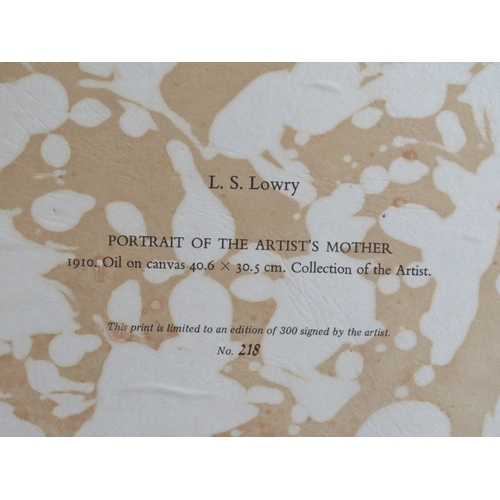 L. S. Lowry
PORTRAIT OF THE ARTIST'S MOTHER
1910. Oil on canvas 40.6 × 30.5 cm. Collection of the Artist.
This print is limited to an edition of 300 signed by the artist.
No. 218